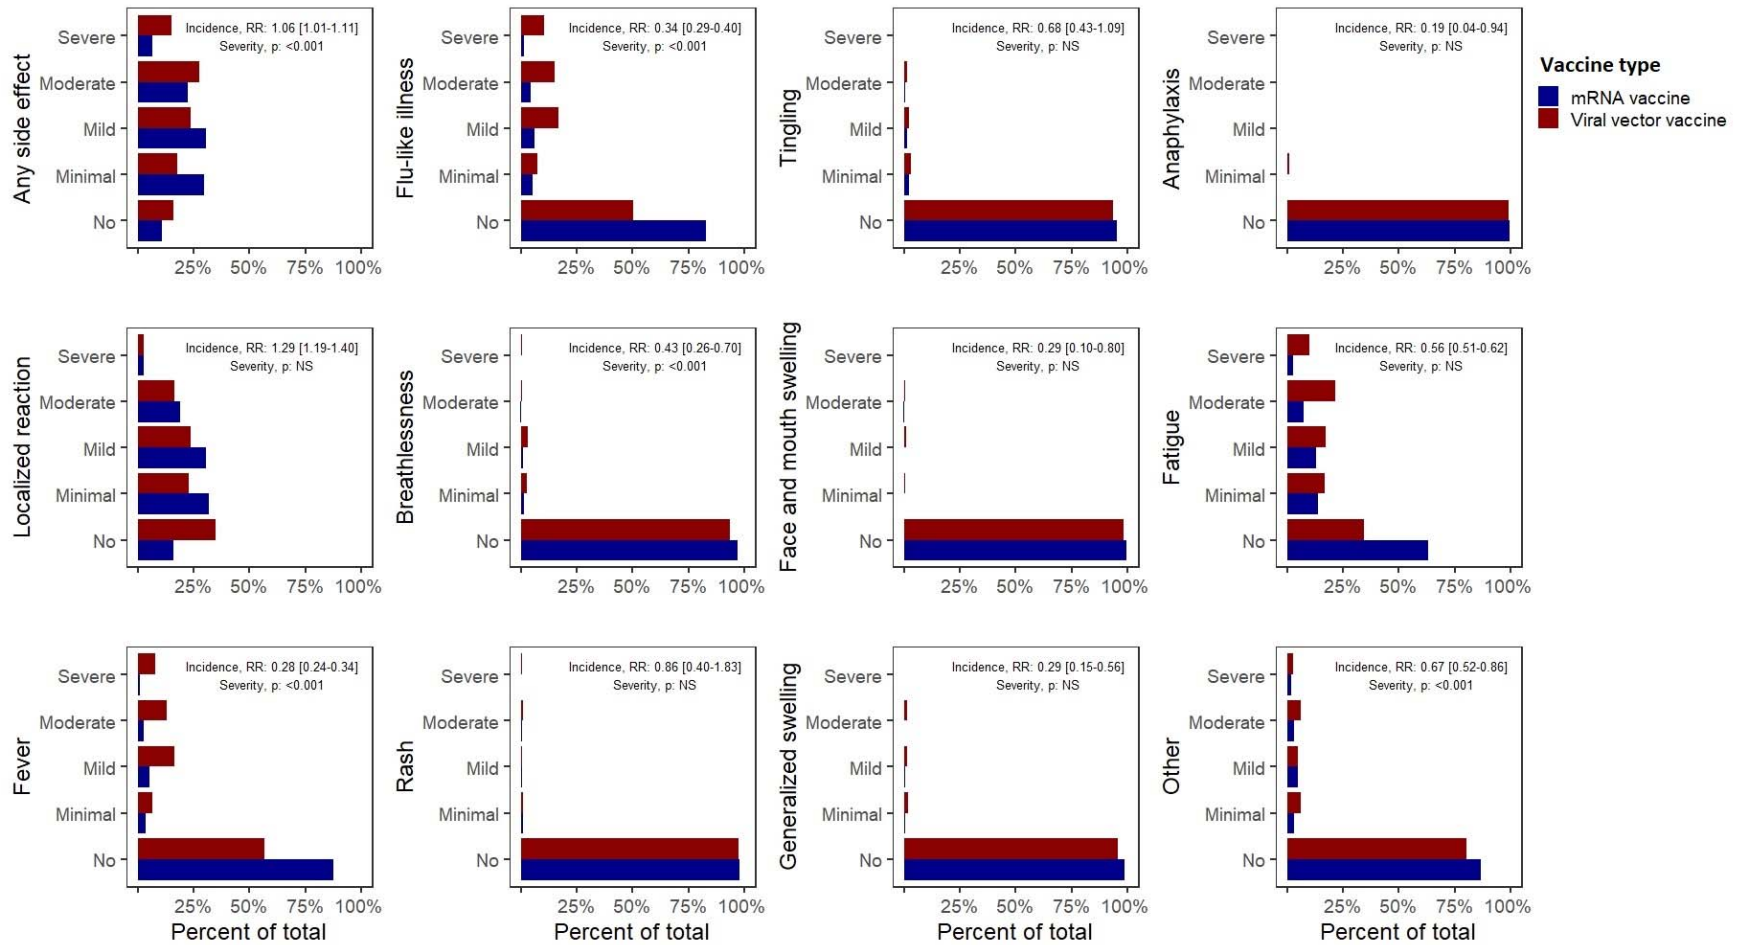 Any side effect
Severe
Moderate
Mild
Minimal
No
Incidence, RR: 1.06 [1.01-1.11]
Severity, p: <0.001
25% 50% 75% 100%
Flu-like illness
Severe
Moderate
Mild
Minimal
No
Incidence, RR: 0.34 [0.29-0.40]
Severity, p: <0.001
25% 50% 75% 100%
Tingling
Severe
Moderate
Mild
Minimal
No
Incidence, RR: 0.68 [0.43-1.09]
Severity, p: NS
25% 50% 75% 100%
Anaphylaxis
Severe
Moderate
Mild
Minimal
No
Incidence, RR: 0.19 [0.04-0.94]
Severity, p: NS
25% 50% 75% 100%
Vaccine type
mRNA vaccine
Viral vector vaccine
Localized reaction
Severe
Moderate
Mild
Minimal
No
Incidence, RR: 1.29 [1.19-1.40]
Severity, p: NS
25% 50% 75% 100%
Breathlessness
Severe
Moderate
Mild
Minimal
No
Incidence, RR: 0.43 [0.26-0.70]
Severity, p: <0.001
25% 50% 75% 100%
Face and mouth swelling
Severe
Moderate
Mild
Minimal
No
Incidence, RR: 0.29 [0.10-0.80]
Severity, p: NS
25% 50% 75% 100%
Fatigue
Severe
Moderate
Mild
Minimal
No
Incidence, RR: 0.56 [0.51-0.62]
Severity, p: NS
25% 50% 75% 100%
Fever
Severe
Moderate
Mild
Minimal
No
Incidence, RR: 0.28 [0.24-0.34]
Severity, p: <0.001
25% 50% 75% 100%
Percent of total
Rash
Severe
Moderate
Mild
Minimal
No
Incidence, RR: 0.86 [0.40-1.83]
Severity, p: NS
25% 50% 75% 100%
Percent of total
Generalized swelling
Severe
Moderate
Mild
Minimal
No
Incidence, RR: 0.29 [0.15-0.56]
Severity, p: NS
25% 50% 75% 100%
Percent of total
Other
Severe
Moderate
Mild
Minimal
No
Incidence, RR: 0.67 [0.52-0.86]
Severity, p: <0.001
25% 50% 75% 100%
Percent of total